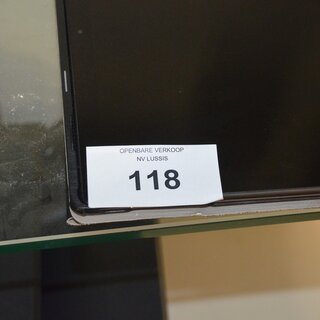 OPENBARE VERKOOP
NV LUSSIS
118